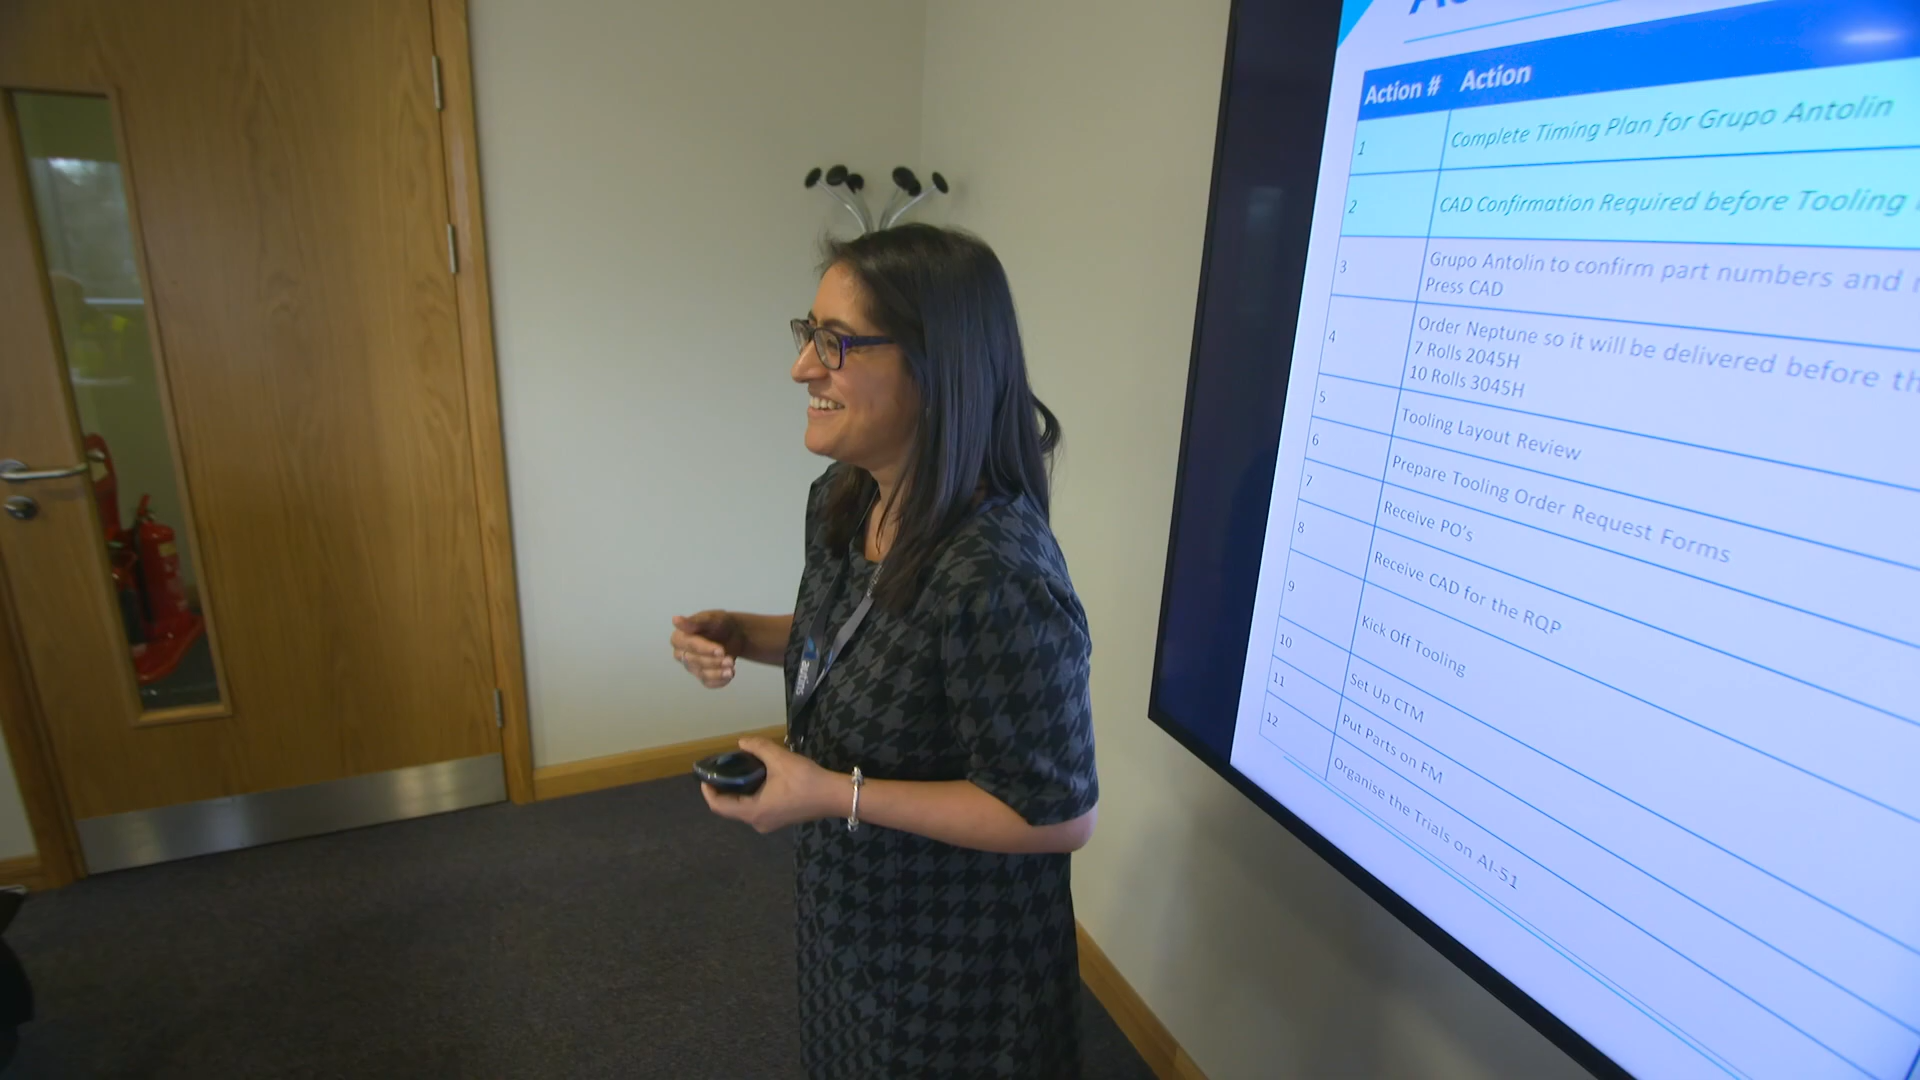 Action # Action
1 Complete Timing Plan for Grupo Antolin
2 CAD Confirmation Required before Tooling
3 Grupo Antolin to confirm part numbers and
Press CAD
4 Order Neptune so it will be delivered before
7 Rolls 2045H
10 Rolls 3045H
5 Tooling Layout Review
6 Prepare Tooling Order Request Forms
7 Receive PO's
8 Receive CAD for the RQP
9 Kick Off Tooling
10 Set Up CTM
11 Put Parts on FM
12 Organise the Trials on AI-51
autins